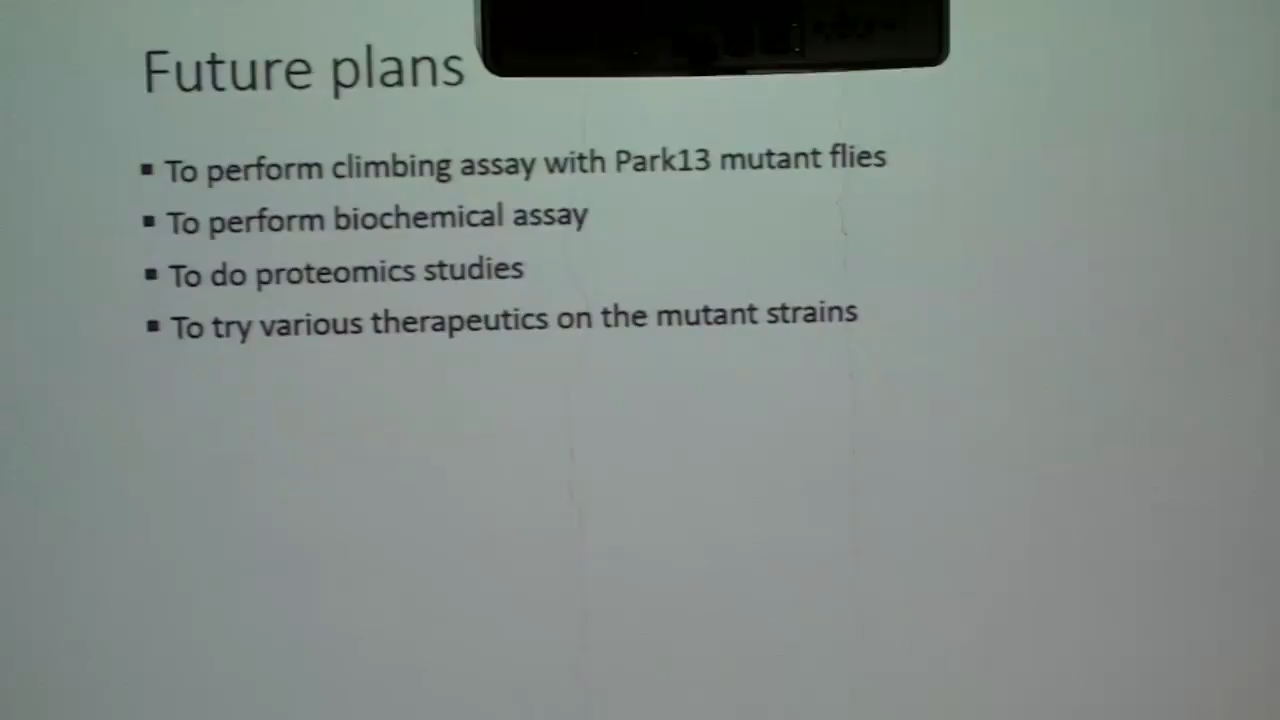 Future plans
▪ To perform climbing assay with Park13 mutant flies
▪ To perform biochemical assay
▪ To do proteomics studies
▪ To try various therapeutics on the mutant strains